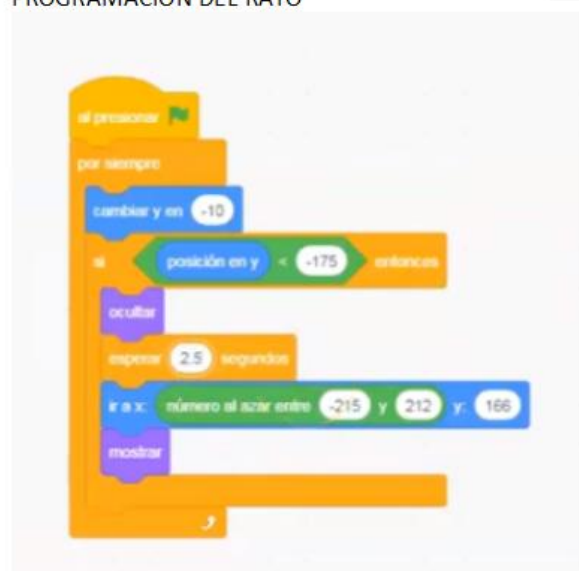 PROGRAMACIÓN DEL RAYO
al presionar
por siempre
cambiar y en -10
si posición en y < -175 entonces
ocultar
esperar 2.5 segundos
ir a x: número al azar entre -215 y 212 y: 166
mostrar